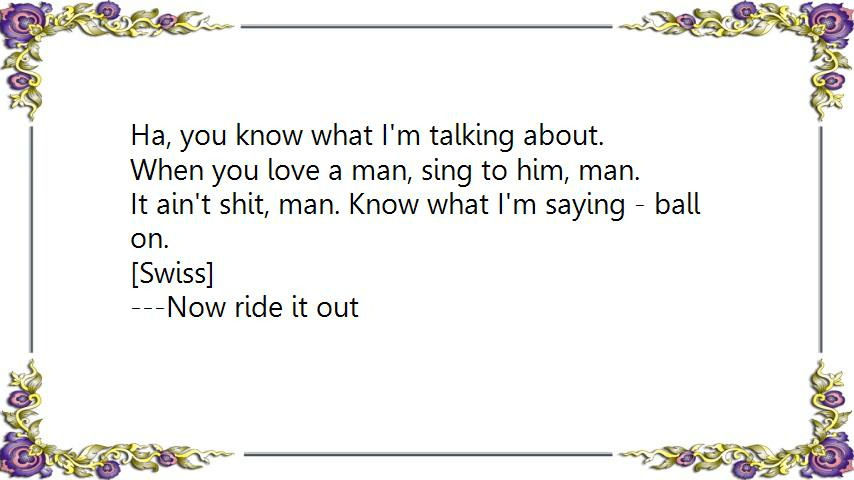 Ha, you know what I'm talking about.
When you love a man, sing to him, man.
It ain't shit, man. Know what I'm saying - ball
on.
[Swiss]
---Now ride it out